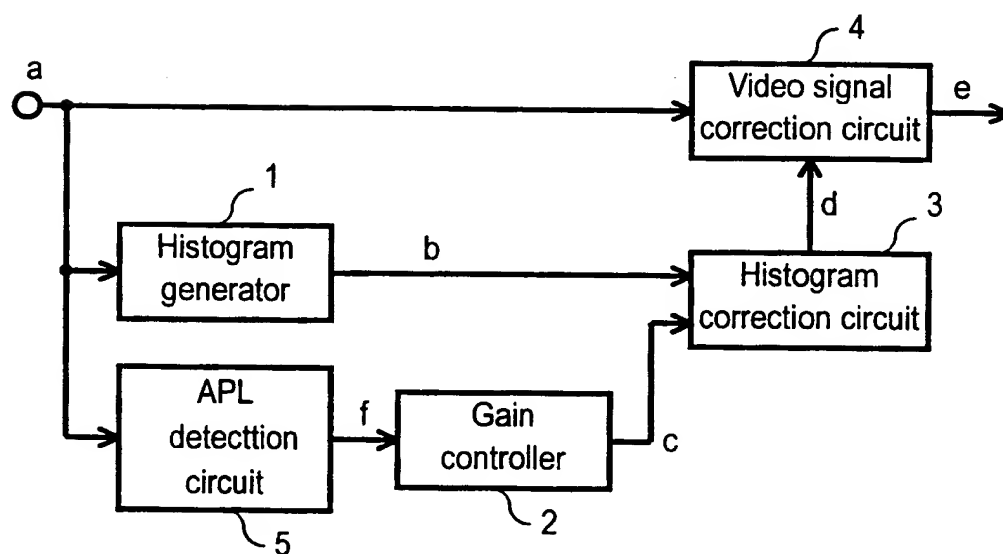 a
4
Video signal
correction circuit
e
1
Histogram
generator
b
d
3
Histogram
correction circuit
APL
detecttion
circuit
f
Gain
controller
c
5
2